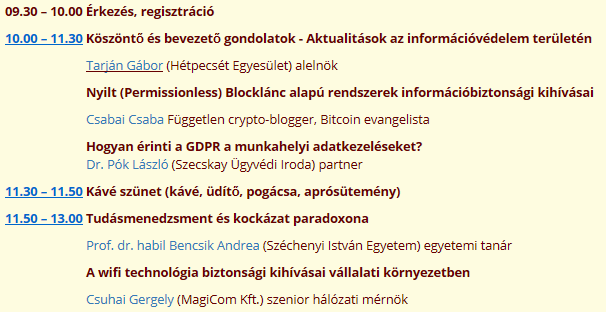 09.30 – 10.00 Érkezés, regisztráció
10.00 – 11.30 Köszöntő és bevezető gondolatok - Aktualitások az információvédelem területén
Tarján Gábor (Hétpecsét Egyesület) alelnök
Nyilt (Permissionless) Blocklánc alapú rendszerek információbiztonsági kihívásai
Csabai Csaba Független crypto-blogger, Bitcoin evangelista
Hogyan érinti a GDPR a munkahelyi adatkezeléseket?
Dr. Pók László (Szecskay Ügyvédi Iroda) partner
11.30 – 11.50 Kávé szünet (kávé, üdítő, pogácsa, aprósütemény)
11.50 – 13.00 Tudásmenedzsment és kockázat paradoxona
Prof. dr. habil Bencsik Andrea (Széchenyi István Egyetem) egyetemi tanár
A wifi technológia biztonsági kihívásai vállalati környezetben
Csuhai Gergely (MagiCom Kft.) szenior hálózati mérnök